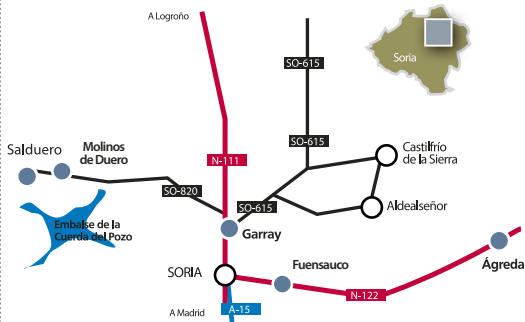 A Logroño
SO-615
Soria
SO-615
Castilfrío
de la Sierra
Salduero
Molinos
de Duero
N-111
SO-820
SO-615
Aldealseñor
Embalse de la
Cuerda del Pozo
Garray
SORIA
Fuensauco
Ágreda
N-122
A Madrid
A-15